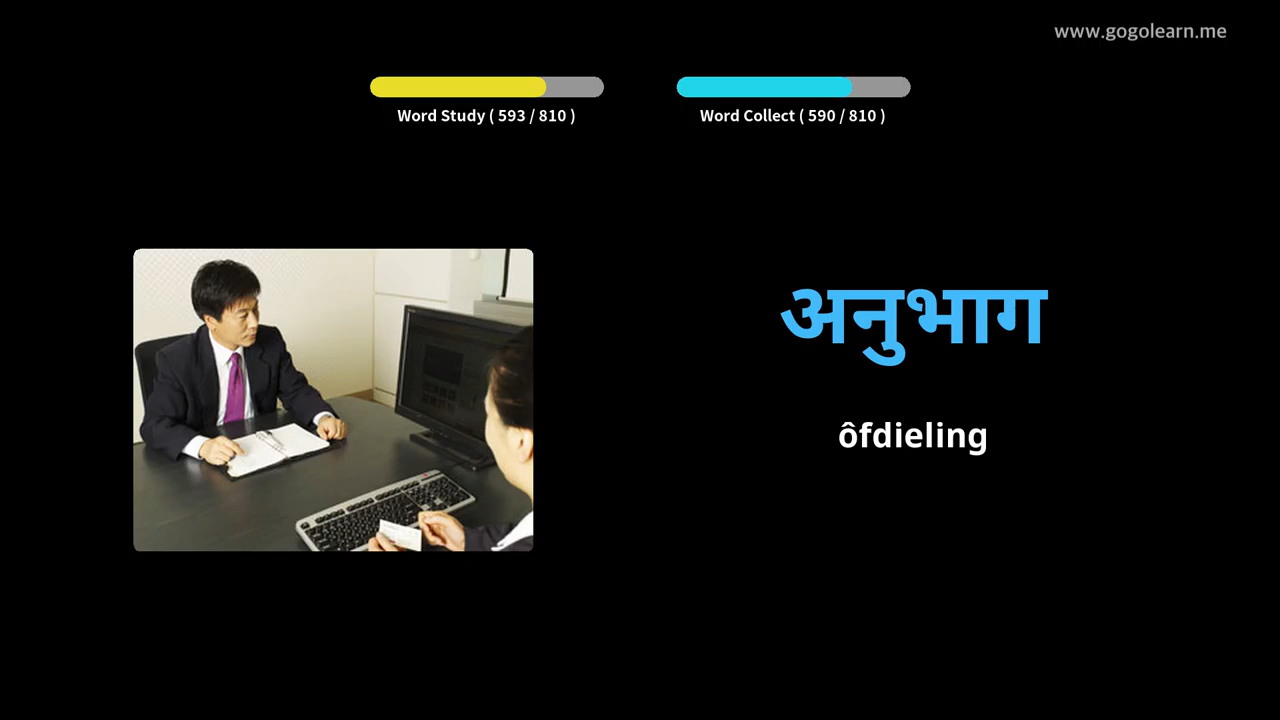 www.gogolearn.me
Word Study ( 593 / 810 )
Word Collect ( 590 / 810 )
अनुभाग
ôfdieling